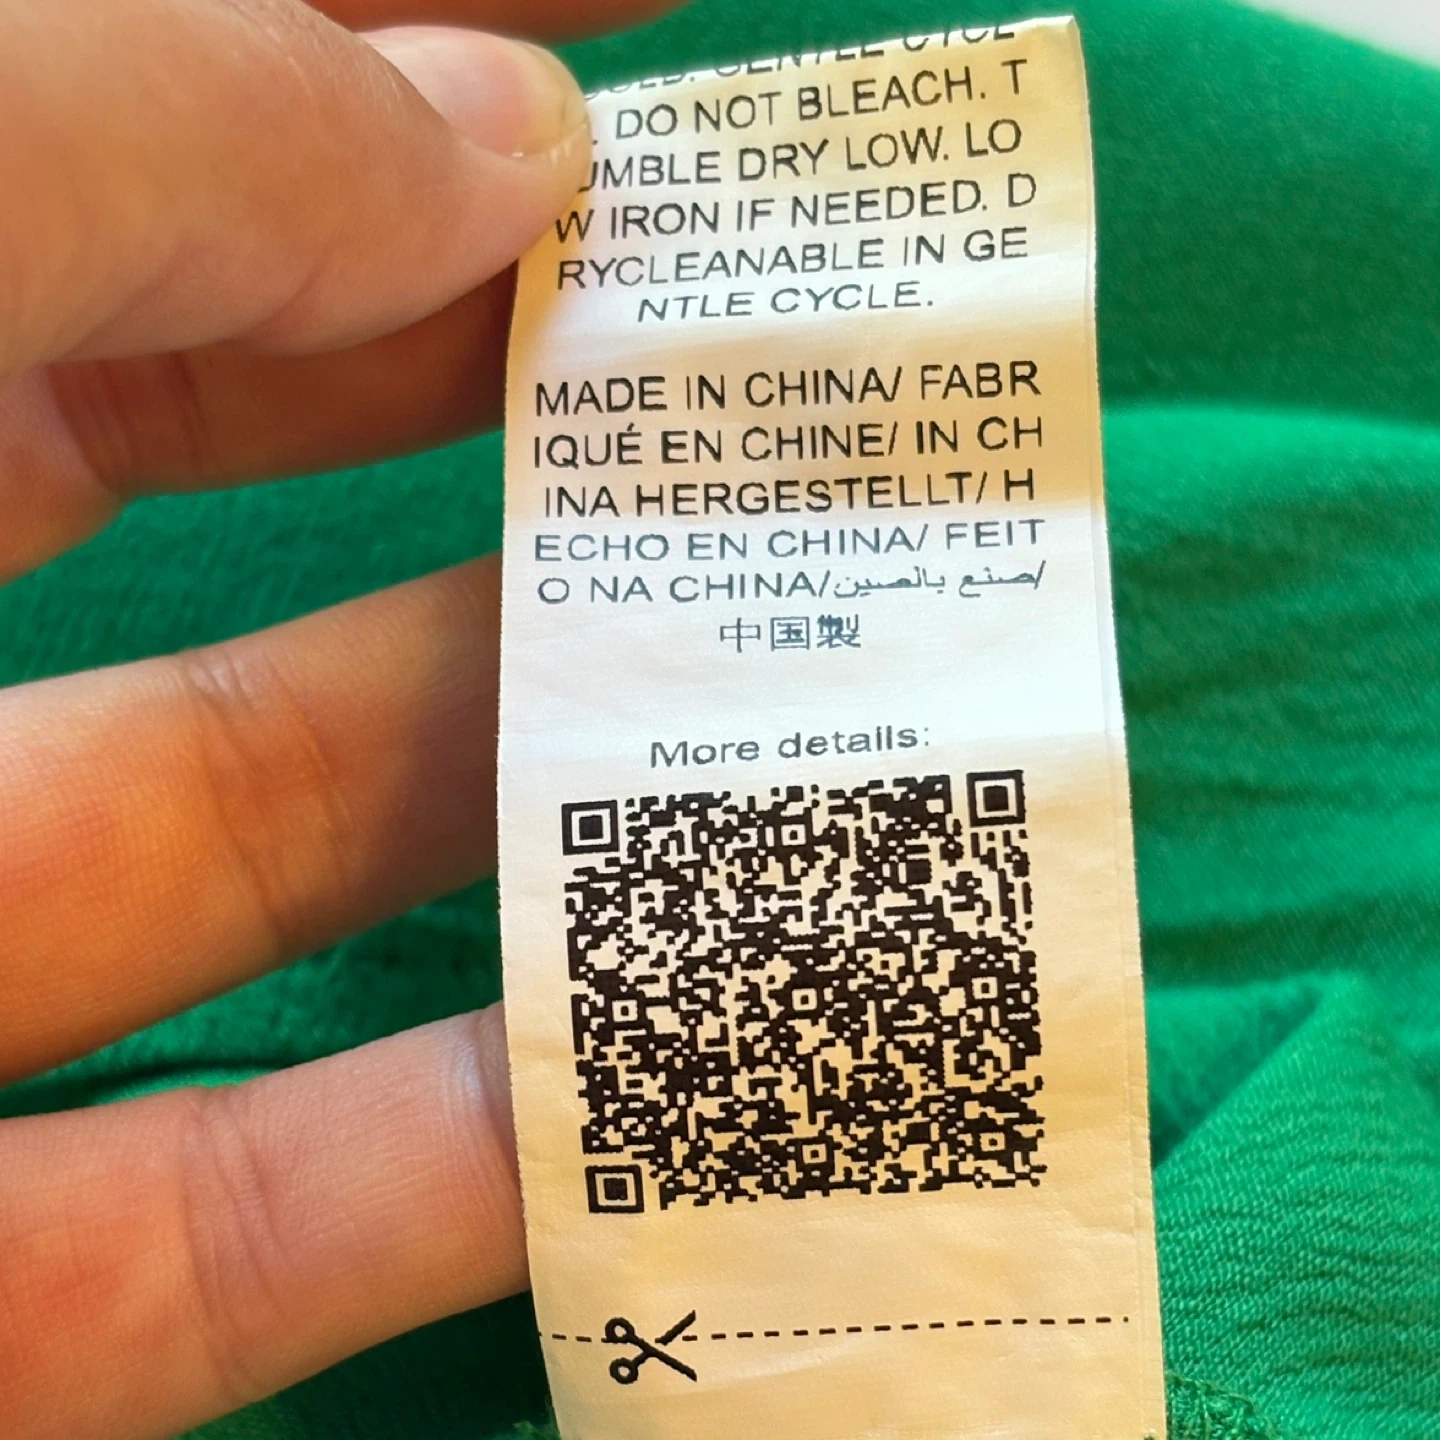 GENTLE CYCL
. DO NOT BLEACH. T
UMBLE DRY LOW. LO
W IRON IF NEEDED. D
RYCLEANABLE IN GE
NTLE CYCLE.
MADE IN CHINA/ FABR
IQUÉ EN CHINE/ IN CH
INA HERGESTELLT/ H
ECHO EN CHINA/ FEIT
O NA CHINA/صنع بالصين/
中国製
More details: